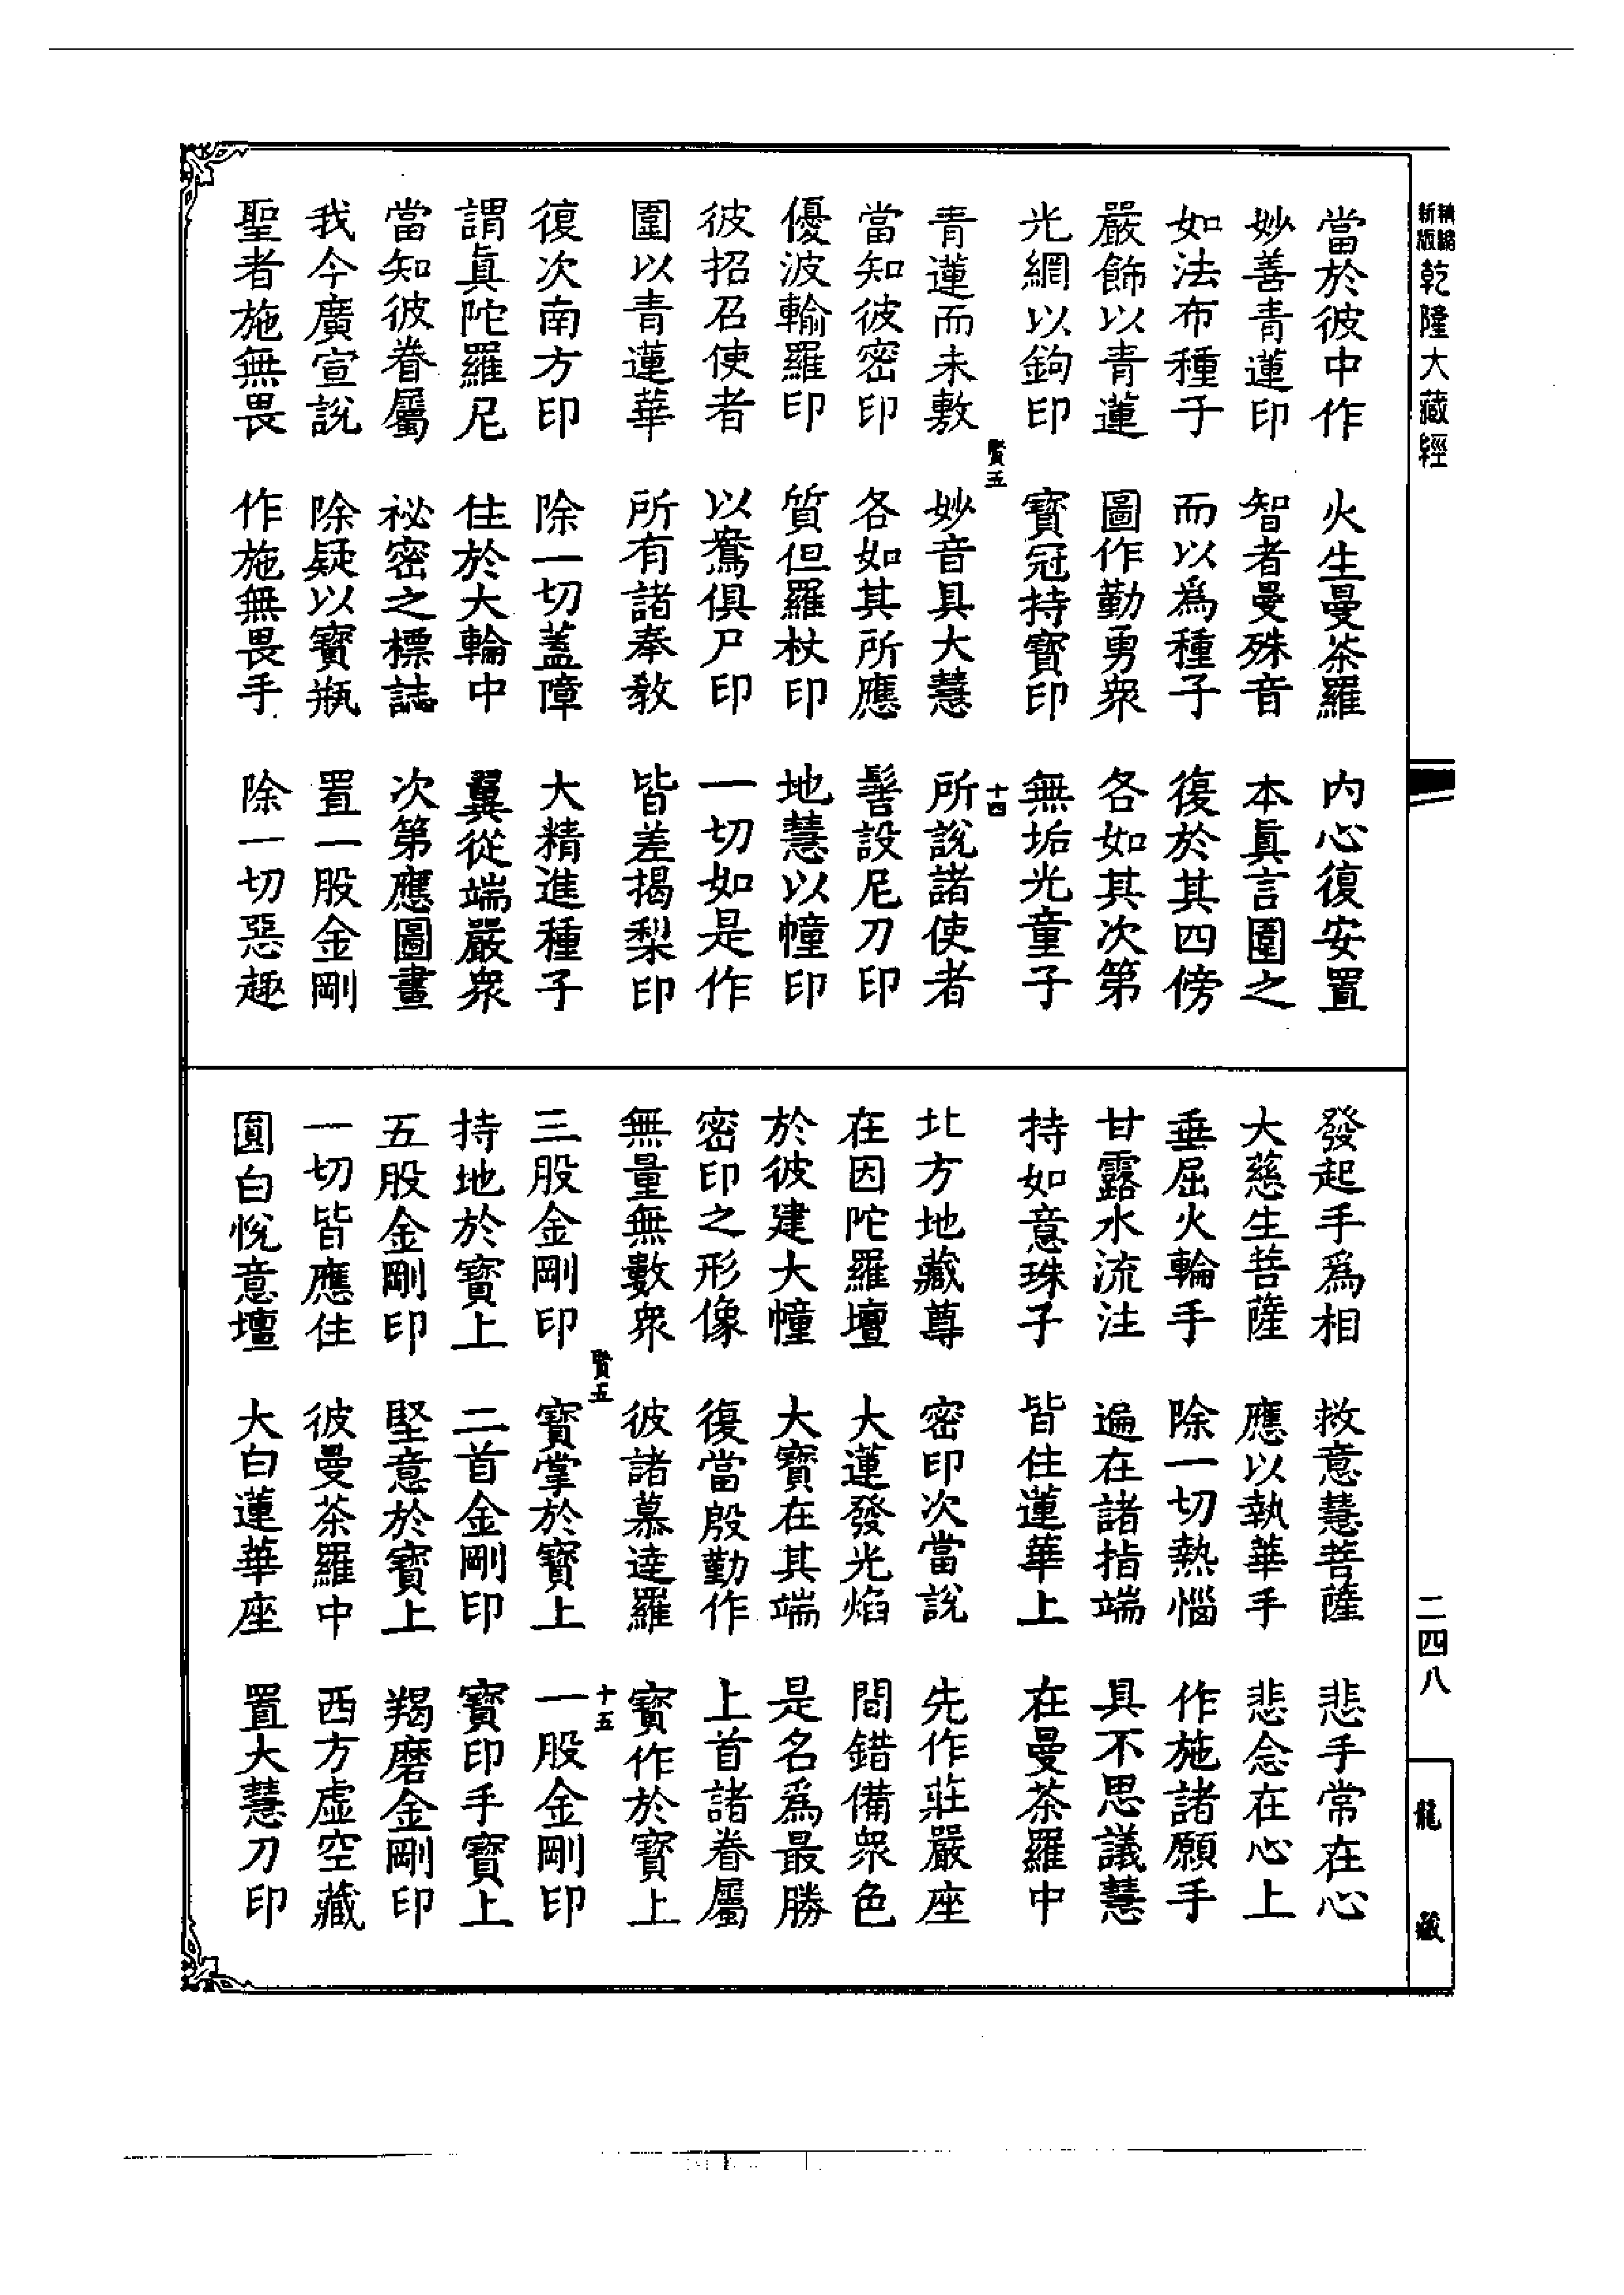 精縮新版乾隆大藏經
當於彼中作　火生曼茶羅　內心復安置
妙善青蓮印　智者曼殊音　本眞言圍之
如法布種子　而以爲種子　復於其四傍
嚴飾以青蓮　圖作勤勇衆　各如其次第
光網以鉤印　寶冠持寶印　無垢光童子
賢五　十四
青蓮而未敷　妙音具大慧　所說諸使者
當知彼密印　各如其所應　髻設尼刀印
優波輸羅印　質但羅杖印　地慧以幢印
彼招召使者　以鴦俱尸印　一切如是作
圍以青蓮華　所有諸奉教　皆差揭梨印
復次南方印　除一切蓋障　大精進種子
謂眞陀羅尼　住於大輪中　翼從端嚴衆
當知彼眷屬　祕密之標誌　次第應圖畫
我今廣宣說　除疑以寶瓶　置一股金剛
聖者施無畏　作施無畏手　除一切惡趣
發起手爲相　救意慧菩薩　悲手常在心
大慈生菩薩　應以執華手　悲念在心上
垂屈火輪手　除一切熱惱　作施諸願手
甘露水流注　遍在諸指端　具不思議慧
持如意珠子　皆住蓮華上　在曼茶羅中
北方地藏尊　密印次當說　先作莊嚴座
在因陀羅壇　大蓮發光焰　間錯備衆色
於彼建大幢　大寶在其端　是名爲最勝
密印之形像　復當殷勤作　上首諸眷屬
無量無數衆　彼諸慕達羅　寶作於寶上
賢五　十五
三股金剛印　寶掌於寶上　一股金剛印
持地於寶上　二首金剛印　寶印手寶上
五股金剛印　堅意於寶上　羯磨金剛印
一切皆應住　彼曼茶羅中　西方虛空藏
圓白悅意壇　大白蓮華座　置大慧刀印
二四八
龍藏